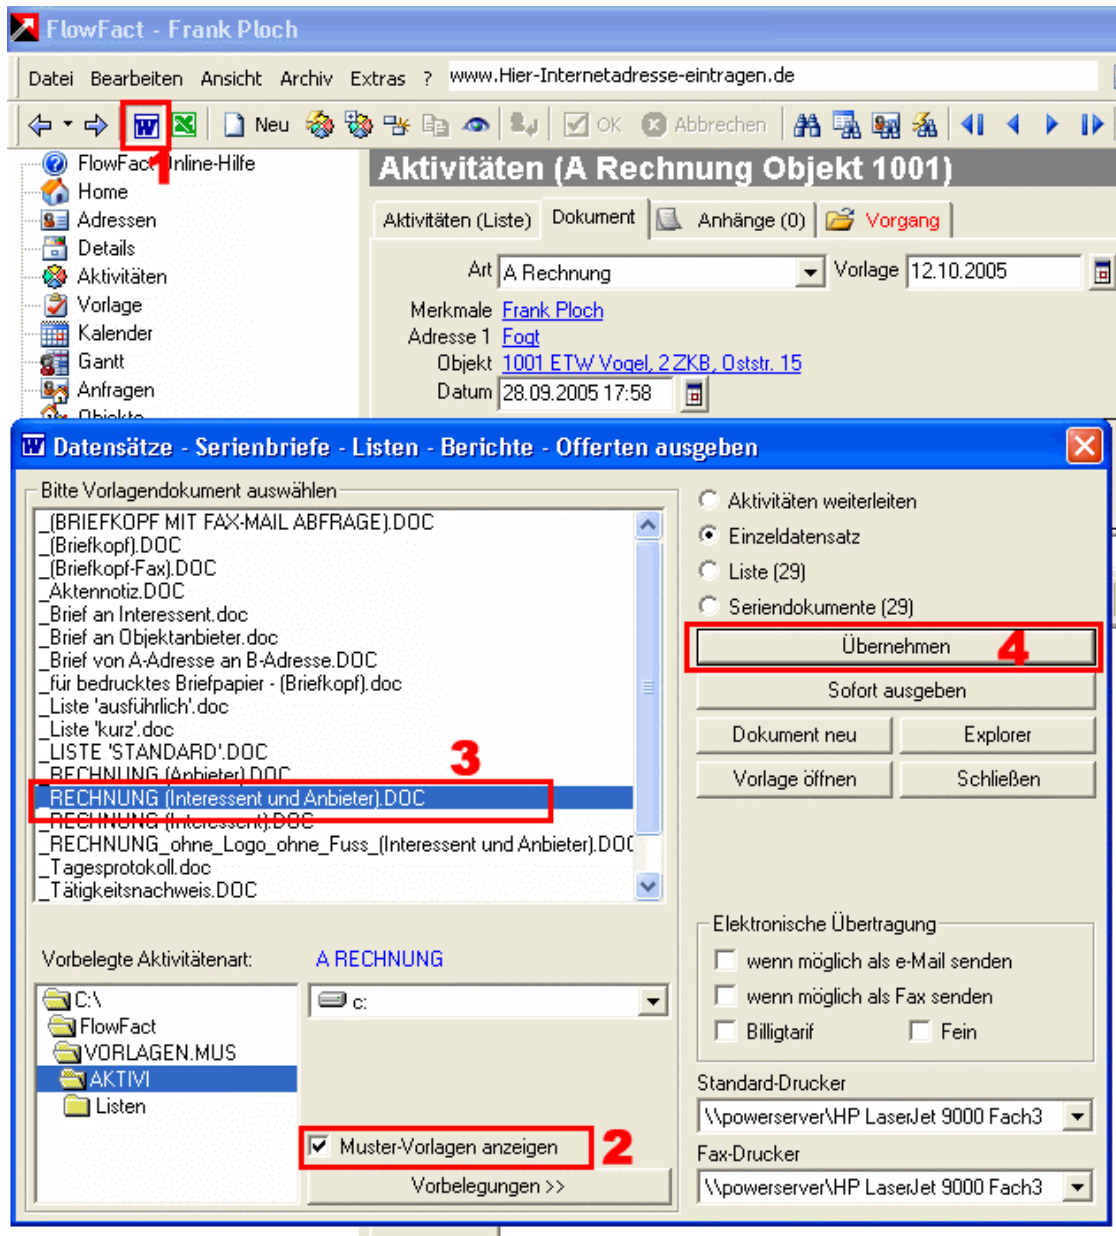 FlowFact - Frank Ploch
Datei Bearbeiten Ansicht Archiv Extras ? www.Hier-Internetadresse-eintragen.de
W Neu OK Abbrechen
1
FlowFact Online-Hilfe
Home
Adressen
Details
Aktivitäten
Vorlage
Kalender
Gantt
Anfragen
Objekte
Aktivitäten (A Rechnung Objekt 1001)
Aktivitäten (Liste) Dokument Anhänge (0) Vorgang
Art A Rechnung Vorlage 12.10.2005
Merkmale Frank Ploch
Adresse 1 Fogt
Objekt 1001 ETW Vogel, 2 ZKB, Oststr. 15
Datum 28.09.2005 17:58
W Datensätze - Serienbriefe - Listen - Berichte - Offerten ausgeben
Bitte Vorlagendokument auswählen
_(BRIEFKOPF MIT FAX-MAIL ABFRAGE).DOC
_(Briefkopf).DOC
_(Briefkopf-Fax).DOC
_Aktennotiz.DOC
_Brief an Interessent.doc
_Brief an Objektanbieter.doc
_Brief von A-Adresse an B-Adresse.DOC
_für bedrucktes Briefpapier - (Briefkopf).doc
_Liste 'ausführlich'.doc
_Liste 'kurz'.doc
_LISTE 'STANDARD'.DOC
_RECHNUNG (Anbieter).DOC
3
_RECHNUNG (Interessent und Anbieter).DOC
_RECHNUNG (Interessent).DOC
_RECHNUNG_ohne_Logo_ohne_Fuss_(Interessent und Anbieter).DOC
_Tagesprotokoll.doc
_Tätigkeitsnachweis.DOC
Aktivitäten weiterleiten
Einzeldatensatz
Liste (29)
Seriendokumente (29)
Übernehmen 4
Sofort ausgeben
Dokument neu Explorer
Vorlage öffnen Schließen
Vorbelegte Aktivitätenart: A RECHNUNG
C:\
FlowFact
VORLAGEN.MUS
AKTIVI
Listen
c:
Muster-Vorlagen anzeigen 2
Vorbelegungen >>
Elektronische Übertragung
wenn möglich als e-Mail senden
wenn möglich als Fax senden
Billigtarif Fein
Standard-Drucker
\\powerserver\HP LaserJet 9000 Fach3
Fax-Drucker
\\powerserver\HP LaserJet 9000 Fach3